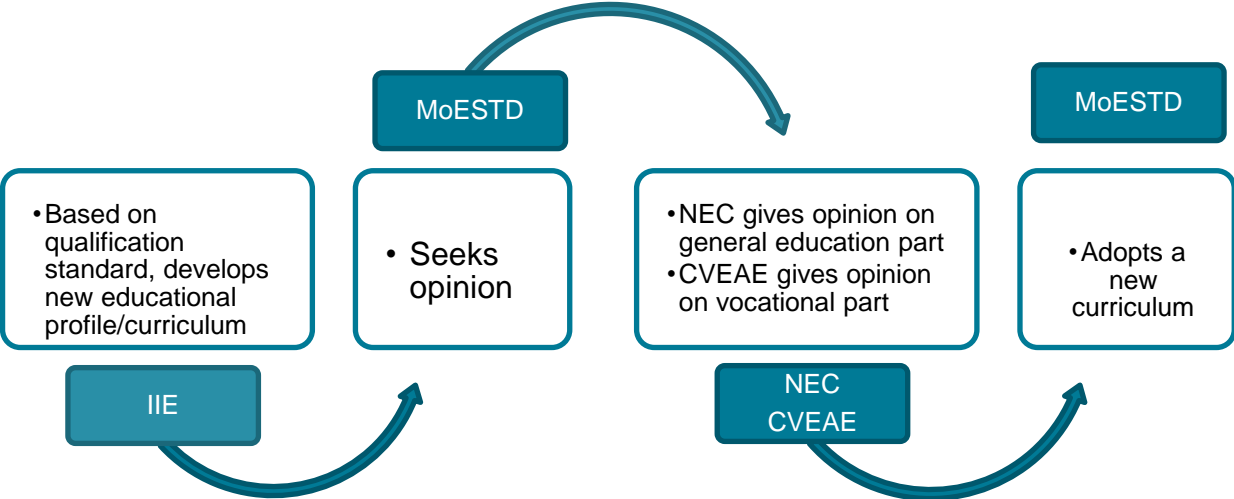 MoESTD
MoESTD
•Based on
qualification
standard, develops
new educational
profile/curriculum
• Seeks
opinion
•NEC gives opinion on
general education part
•CVEAE gives opinion
on vocational part
•Adopts a
new
curriculum
IIE
NEC
CVEAE